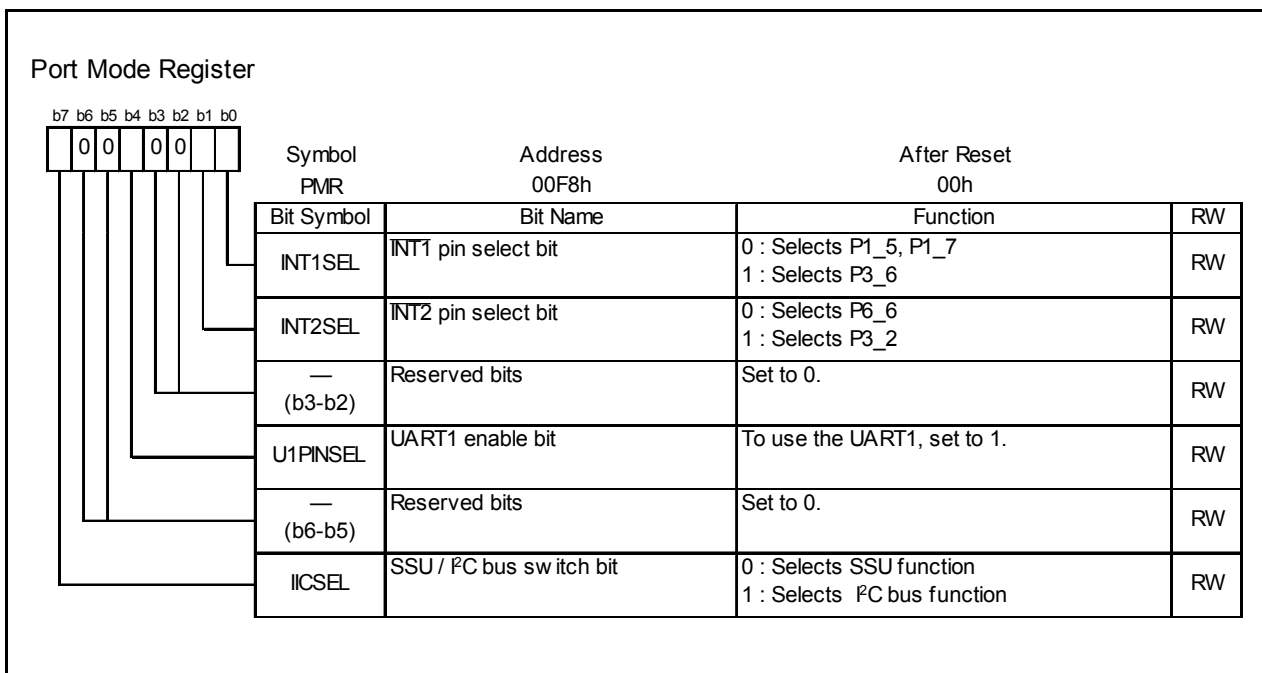 Port Mode Register
b7 b6 b5 b4 b3 b2 b1 b0
0 0 0 0
Symbol Address After Reset
PMR 00F8h 00h
Bit Symbol Bit Name Function RW
INT1SEL INT1 pin select bit 0 : Selects P1_5, P1_7
1 : Selects P3_6 RW
INT2SEL INT2 pin select bit 0 : Selects P6_6
1 : Selects P3_2 RW
—
(b3-b2) Reserved bits Set to 0. RW
U1PINSEL UART1 enable bit To use the UART1, set to 1. RW
—
(b6-b5) Reserved bits Set to 0. RW
IICSEL SSU / I²C bus switch bit 0 : Selects SSU function
1 : Selects I²C bus function RW